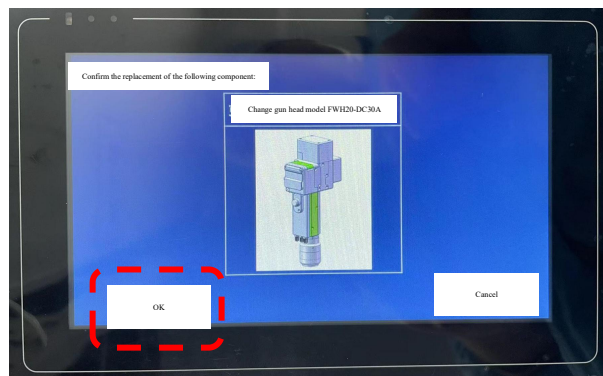 Confirm the replacement of the following component:
Change gun head model FWH20-DC30A
OK
Cancel